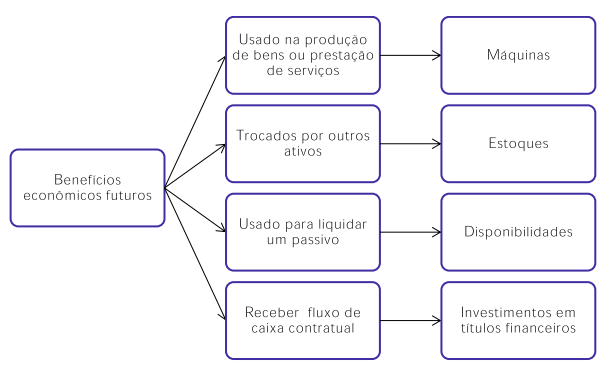 Usado na produção
de bens ou prestação
de serviços
Máquinas
Trocados por outros
ativos
Estoques
Benefícios
econômicos futuros
Usado para liquidar
um passivo
Disponibilidades
Receber fluxo de
caixa contratual
Investimentos em
títulos financeiros